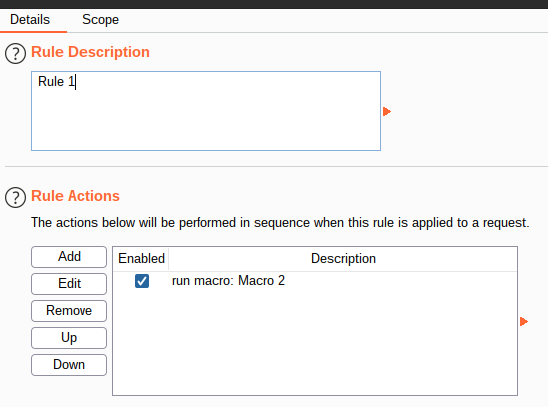 Details Scope
? Rule Description
Rule 1
? Rule Actions
The actions below will be performed in sequence when this rule is applied to a request.
Add
Edit
Remove
Up
Down
Enabled Description
run macro: Macro 2